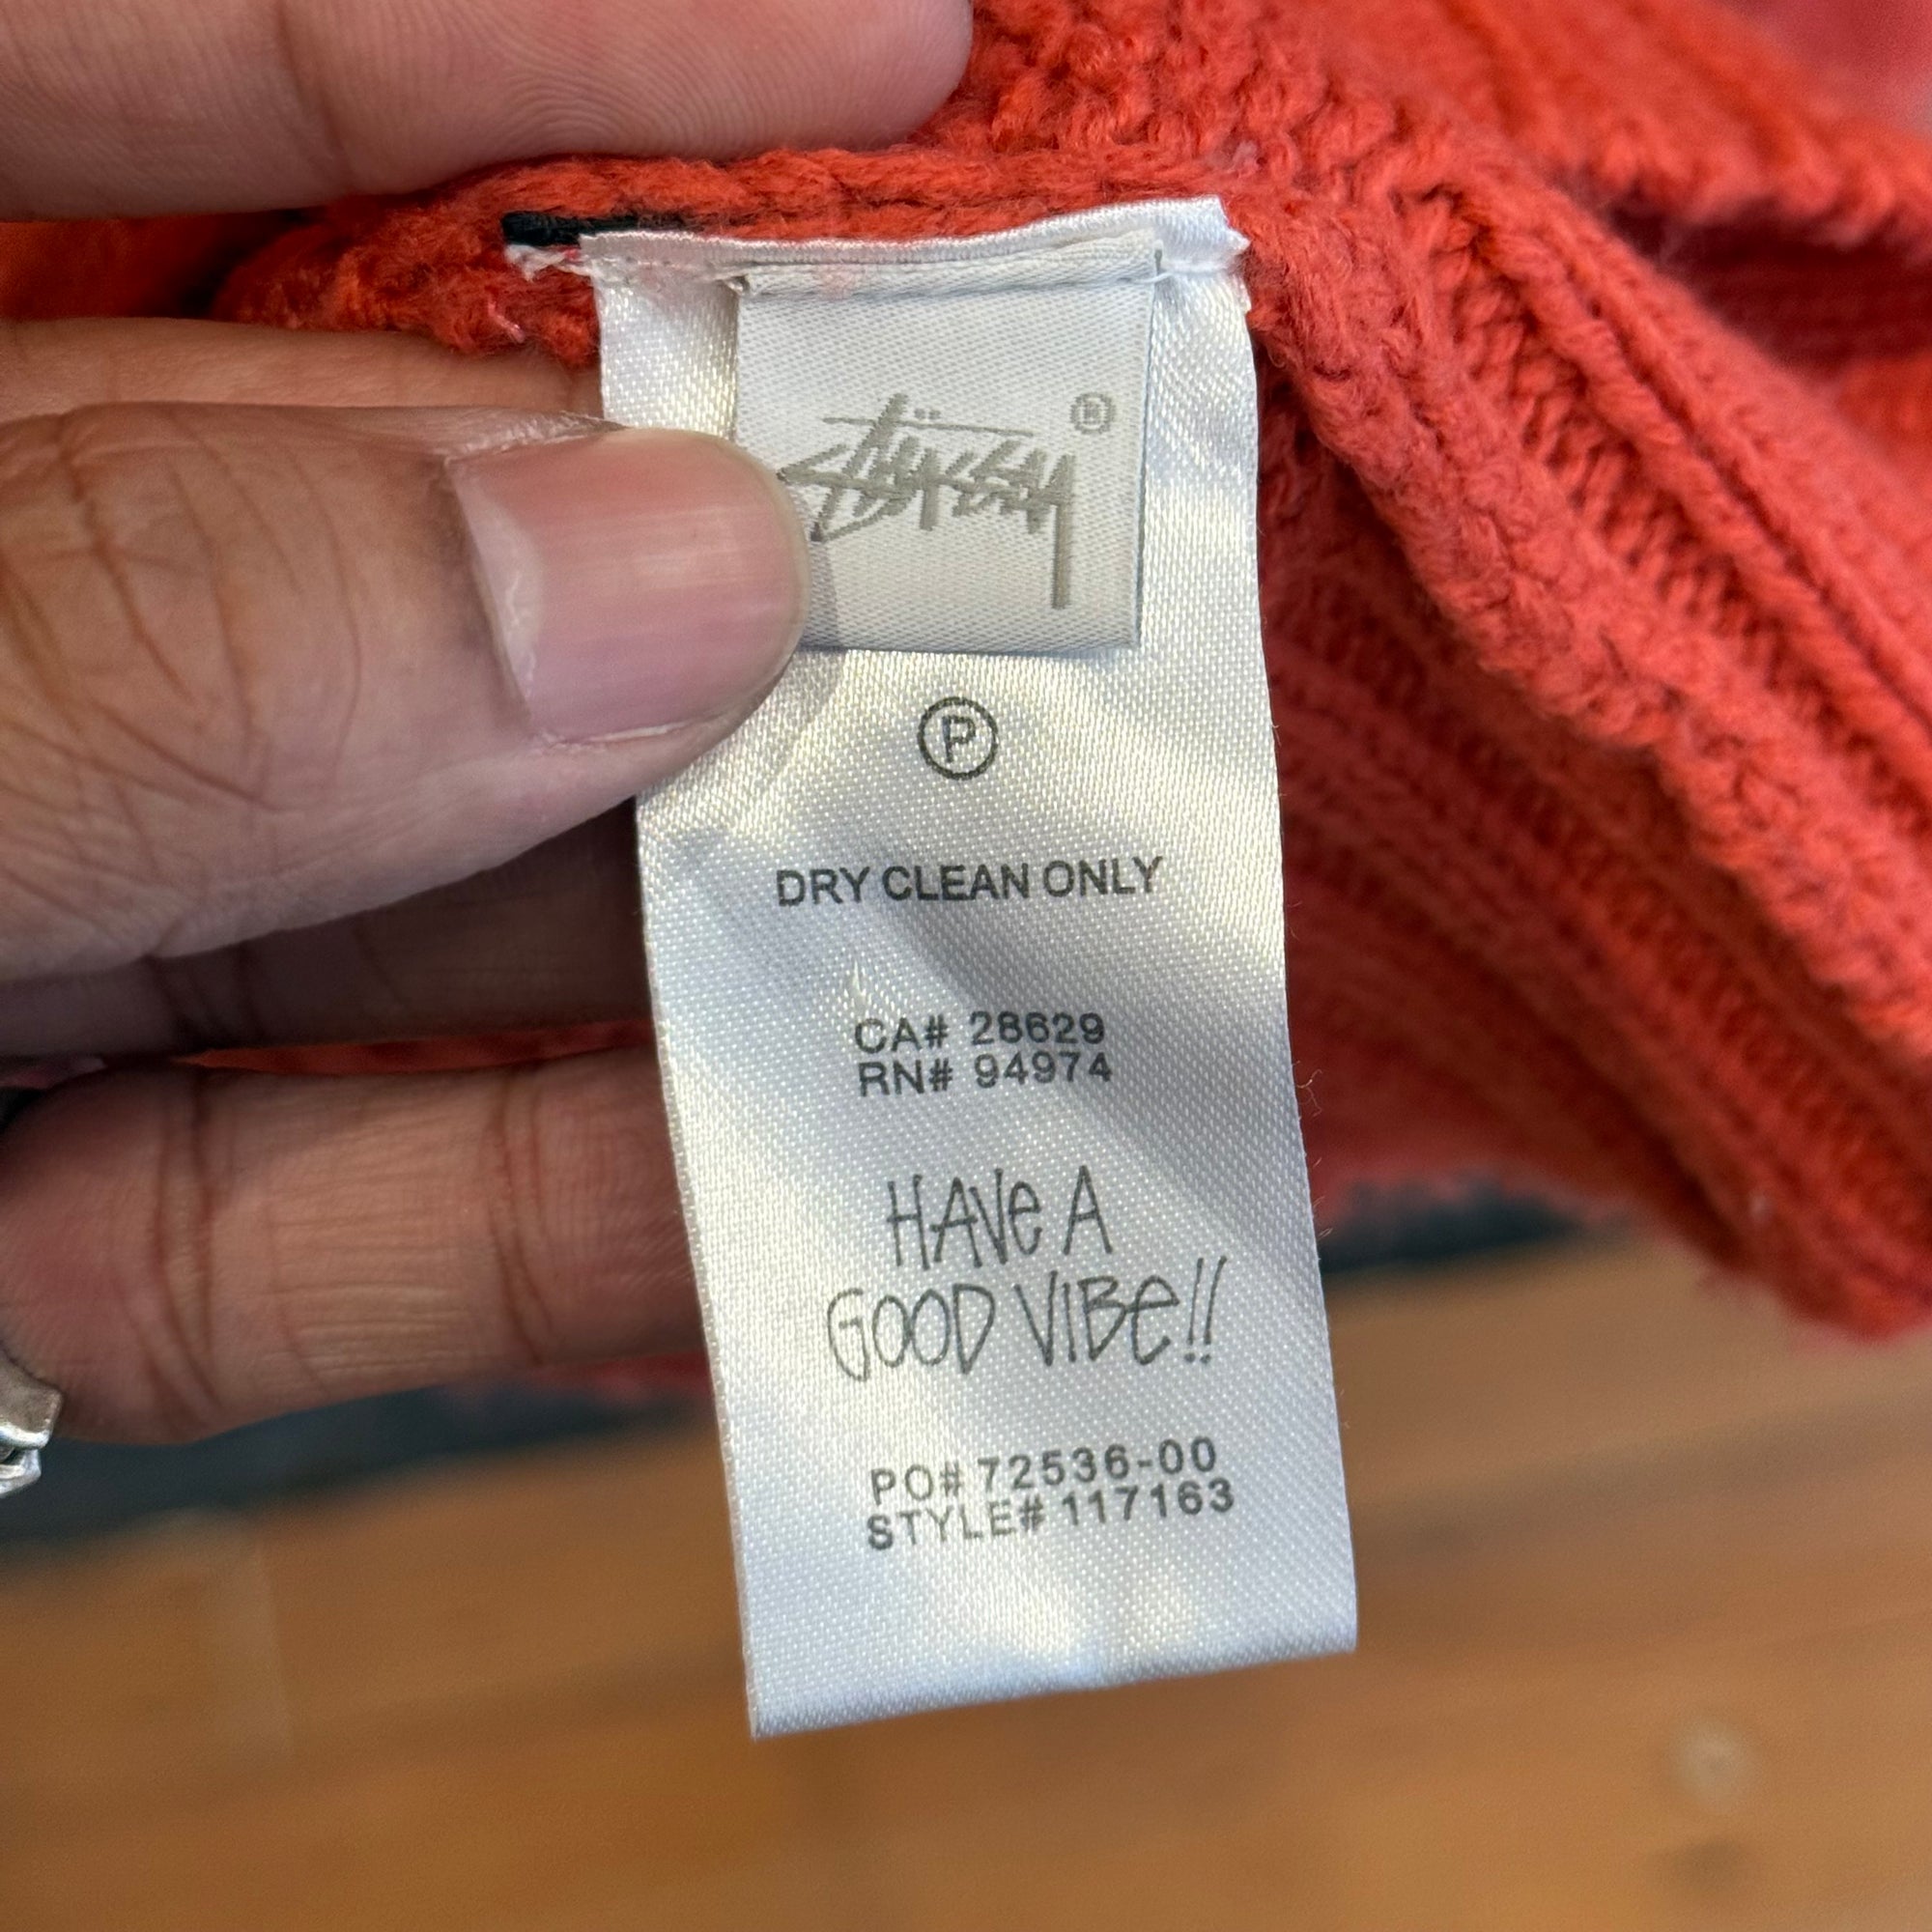 Stüssy ®
P
DRY CLEAN ONLY
CA# 28629
RN# 94974
HAVe A
GOOD VIBe!!
PO# 72536-00
STYLE# 117163